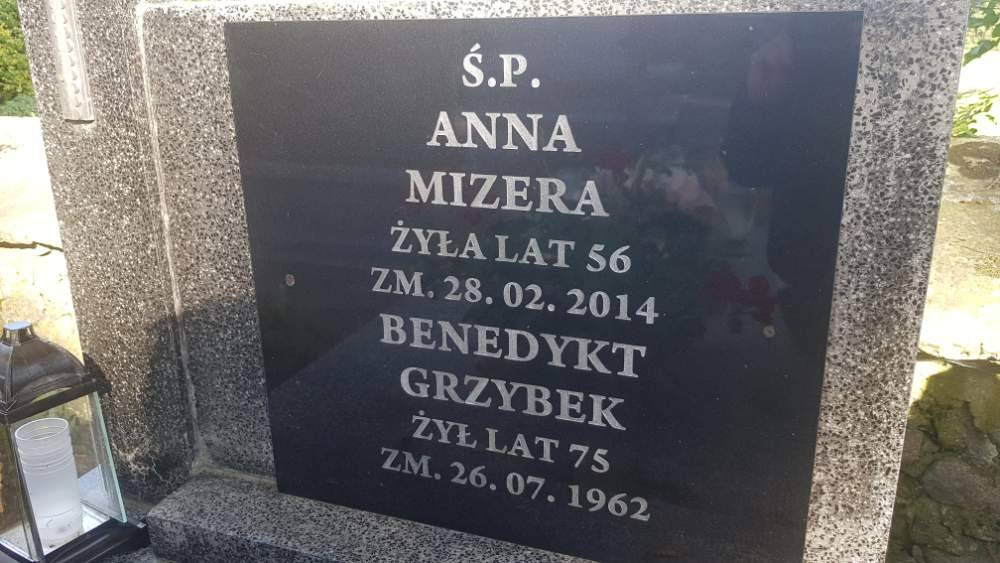 Ś.P.
ANNA
MIZERA
ŻYŁA LAT 56
ZM. 28. 02. 2014
BENEDYKT
GRZYBEK
ŻYŁ LAT 75
ZM. 26. 07. 1962